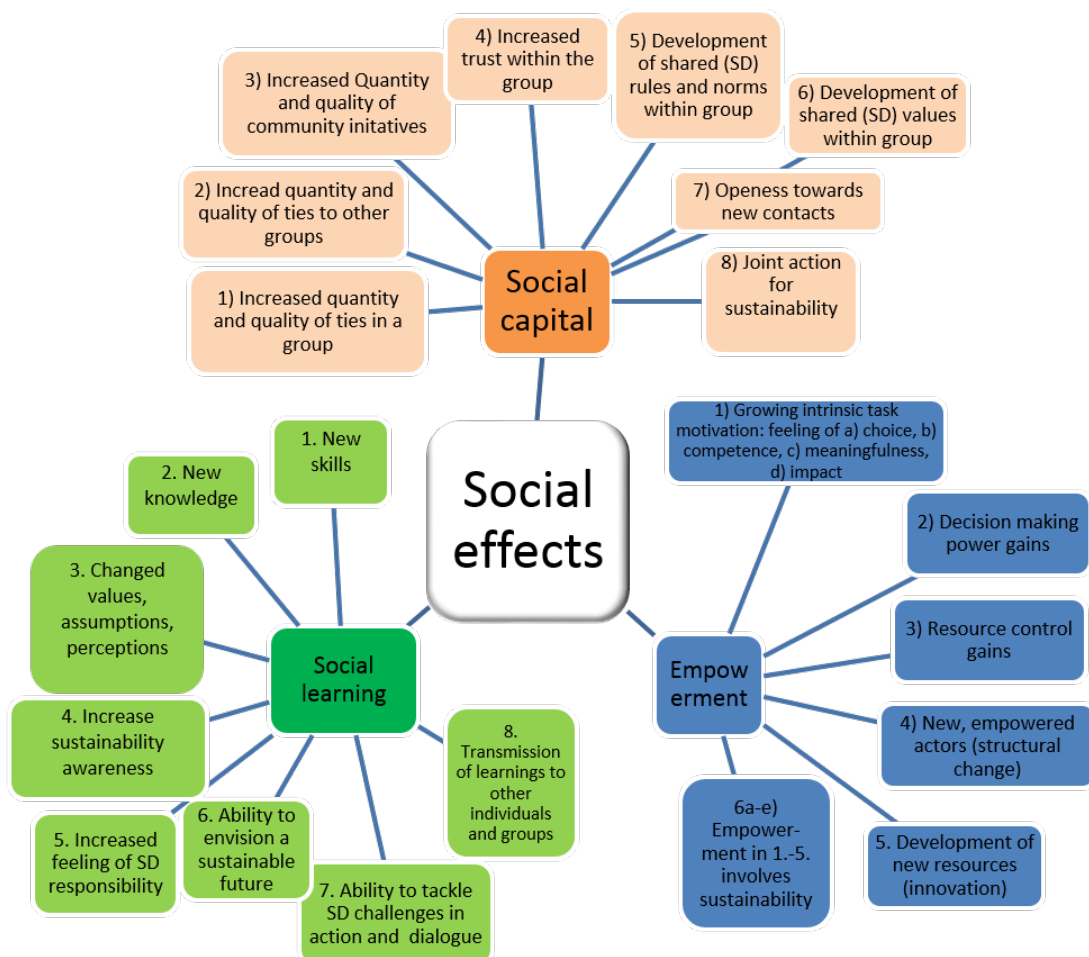 4) Increased
trust within the
group
5) Development
of shared (SD)
rules and norms
within group
3) Increased Quantity
and quality of
community initatives
6) Development of
shared (SD) values
within group
2) Incread quantity and
quality of ties to other
groups
7) Openess towards
new contacts
1) Increased quantity
and quality of ties in a
group
Social
capital
8) Joint action
for
sustainability
Social
effects
1. New
skills
2. New
knowledge
3. Changed
values,
assumptions,
perceptions
4. Increase
sustainability
awareness
5. Increased
feeling of SD
responsibility
6. Ability to
envision a
sustainable
future
7. Ability to tackle
SD challenges in
action and dialogue
8.
Transmission
of learnings to
other
individuals
and groups
Social
learning
1) Growing intrinsic task
motivation: feeling of a) choice, b)
competence, c) meaningfulness,
d) impact
2) Decision making
power gains
3) Resource control
gains
Empow
erment
4) New, empowered
actors (structural
change)
5. Development of
new resources
(innovation)
6a-e)
Empower-
ment in 1.-5.
involves
sustainability